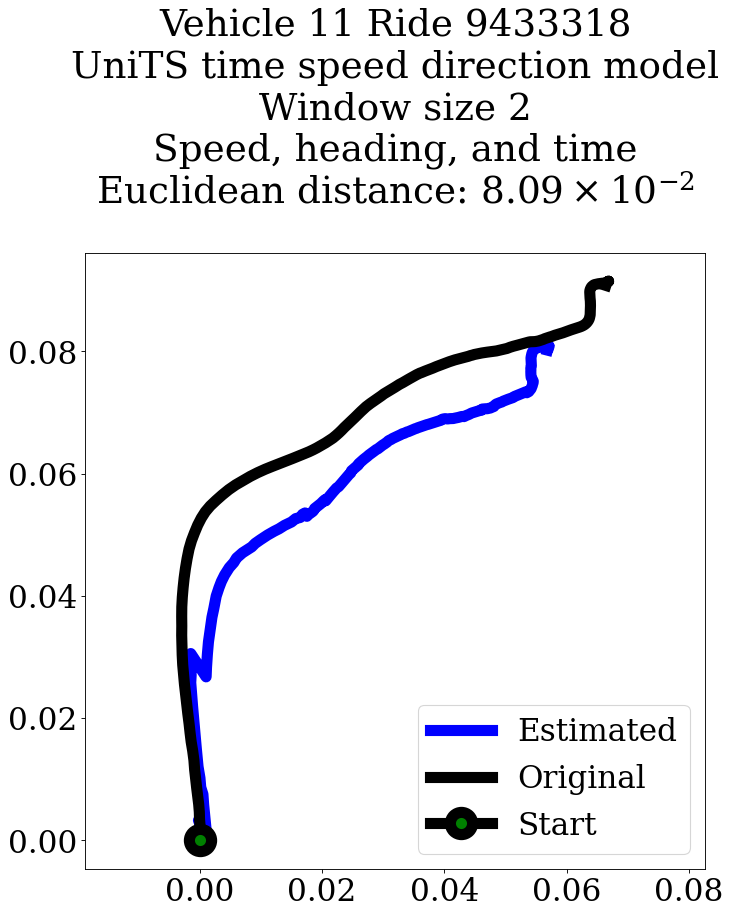 Vehicle 11 Ride 9433318
UniTS time speed direction model
Window size 2
Speed, heading, and time
Euclidean distance: 8.09 × 10⁻²
0.08
0.06
0.04
0.02
0.00
Estimated
Original
Start
0.00 0.02 0.04 0.06 0.08